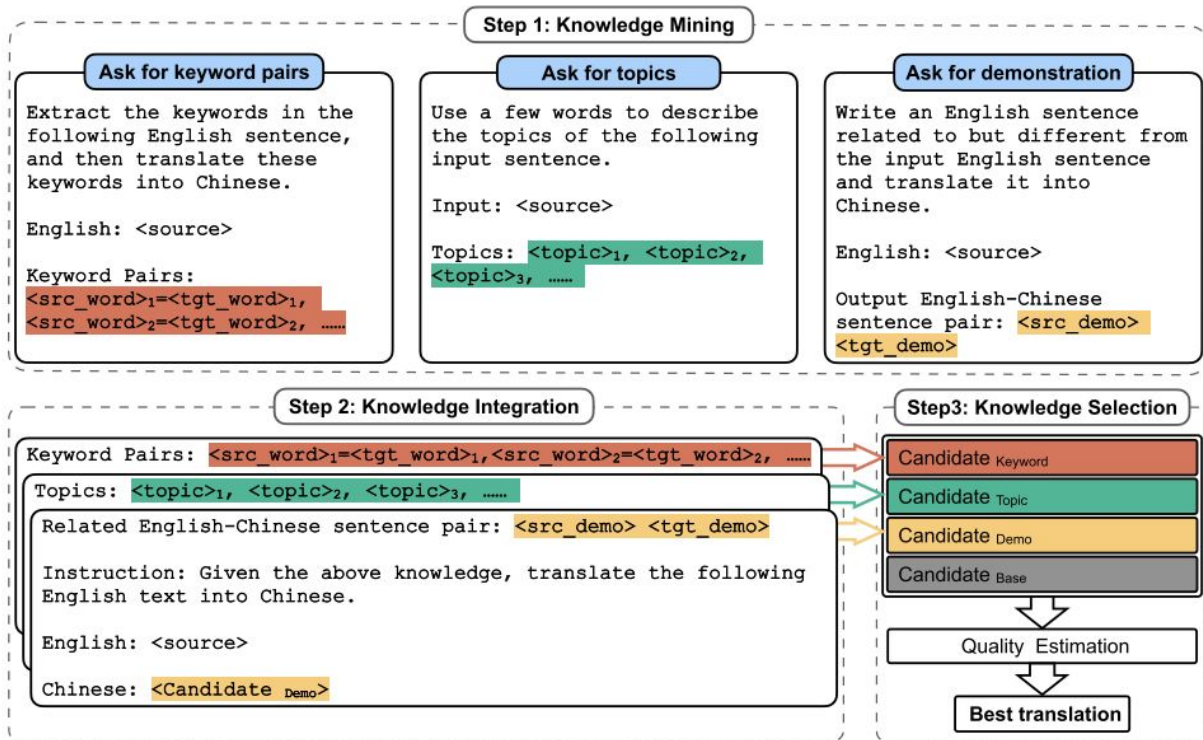 Step 1: Knowledge Mining
Ask for keyword pairs
Extract the keywords in the
following English sentence,
and then translate these
keywords into Chinese.
English: <source>
Keyword Pairs:
<src_word>₁=<tgt_word>₁,
<src_word>₂=<tgt_word>₂, ……
Ask for topics
Use a few words to describe
the topics of the following
input sentence.
Input: <source>
Topics: <topic>₁, <topic>₂,
<topic>₃, ……
Ask for demonstration
Write an English sentence
related to but different from
the input English sentence
and translate it into
Chinese.
English: <source>
Output English-Chinese
sentence pair: <src_demo>
<tgt_demo>
Step 2: Knowledge Integration
Keyword Pairs: <src_word>₁=<tgt_word>₁,<src_word>₂=<tgt_word>₂, ……
Topics: <topic>₁, <topic>₂, <topic>₃, ……
Related English-Chinese sentence pair: <src_demo> <tgt_demo>
Instruction: Given the above knowledge, translate the following
English text into Chinese.
English: <source>
Chinese: <Candidate Demo>
Step3: Knowledge Selection
Candidate Keyword
Candidate Topic
Candidate Demo
Candidate Base
Quality Estimation
Best translation